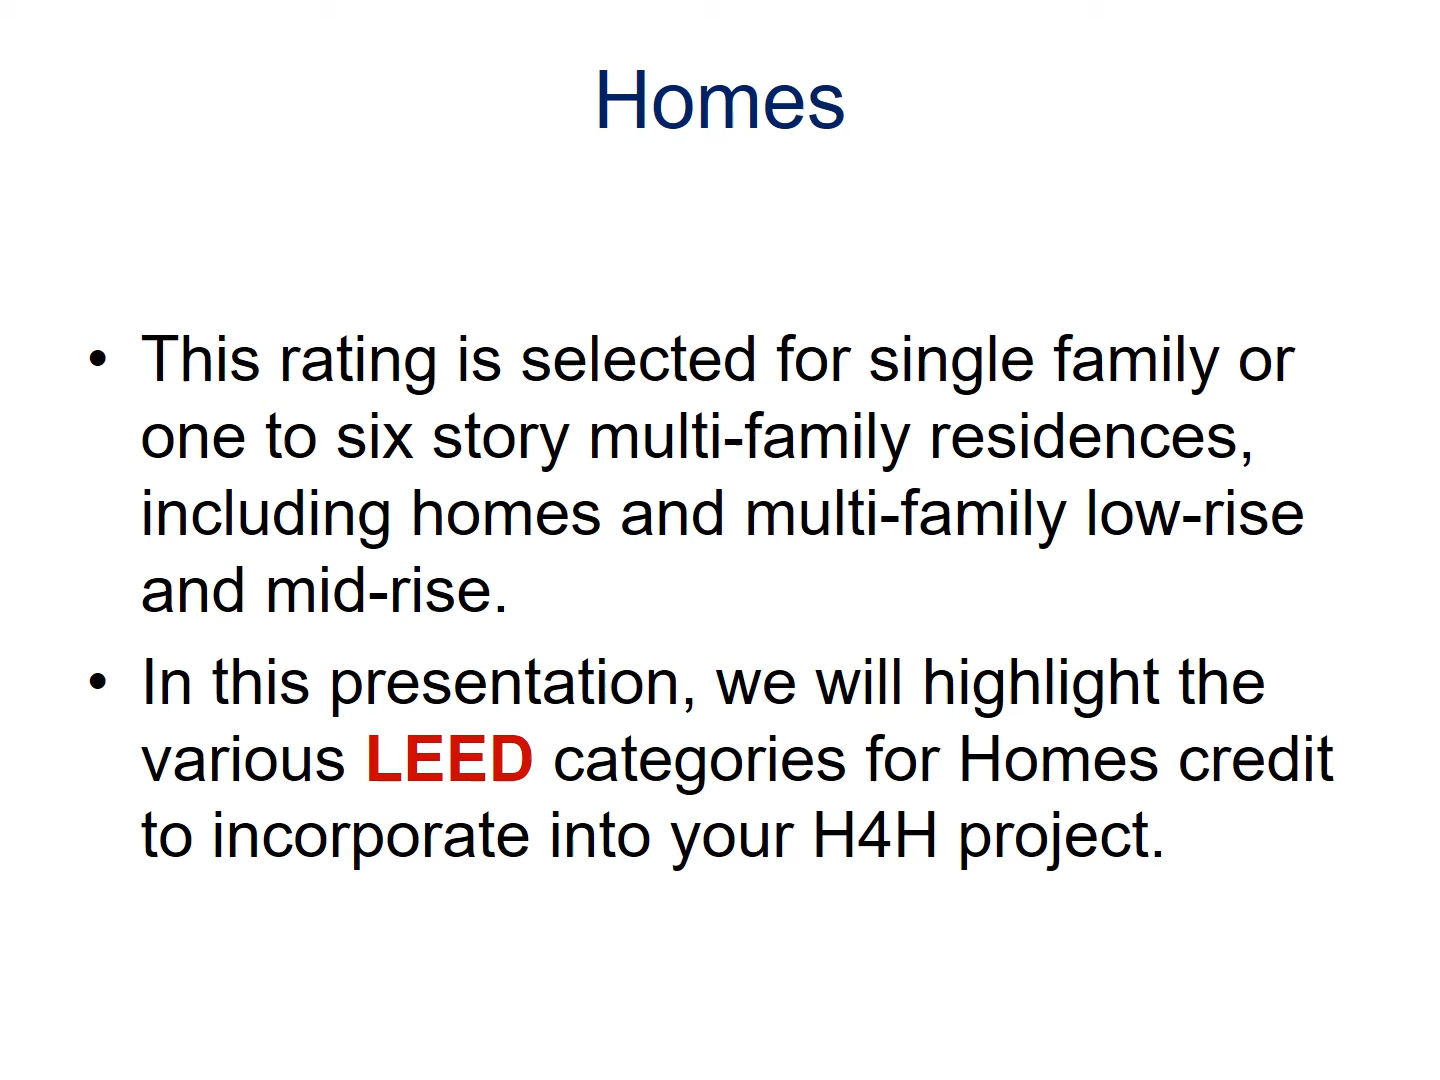 Homes
• This rating is selected for single family or
one to six story multi-family residences,
including homes and multi-family low-rise
and mid-rise.
• In this presentation, we will highlight the
various LEED categories for Homes credit
to incorporate into your H4H project.